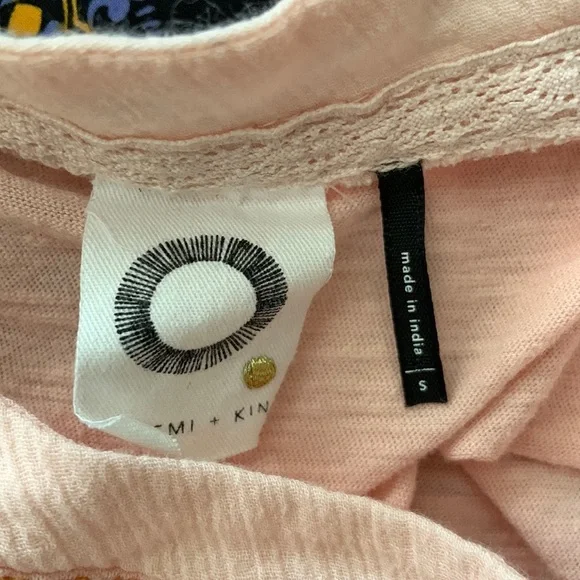 EMI + KIN
made in india | S